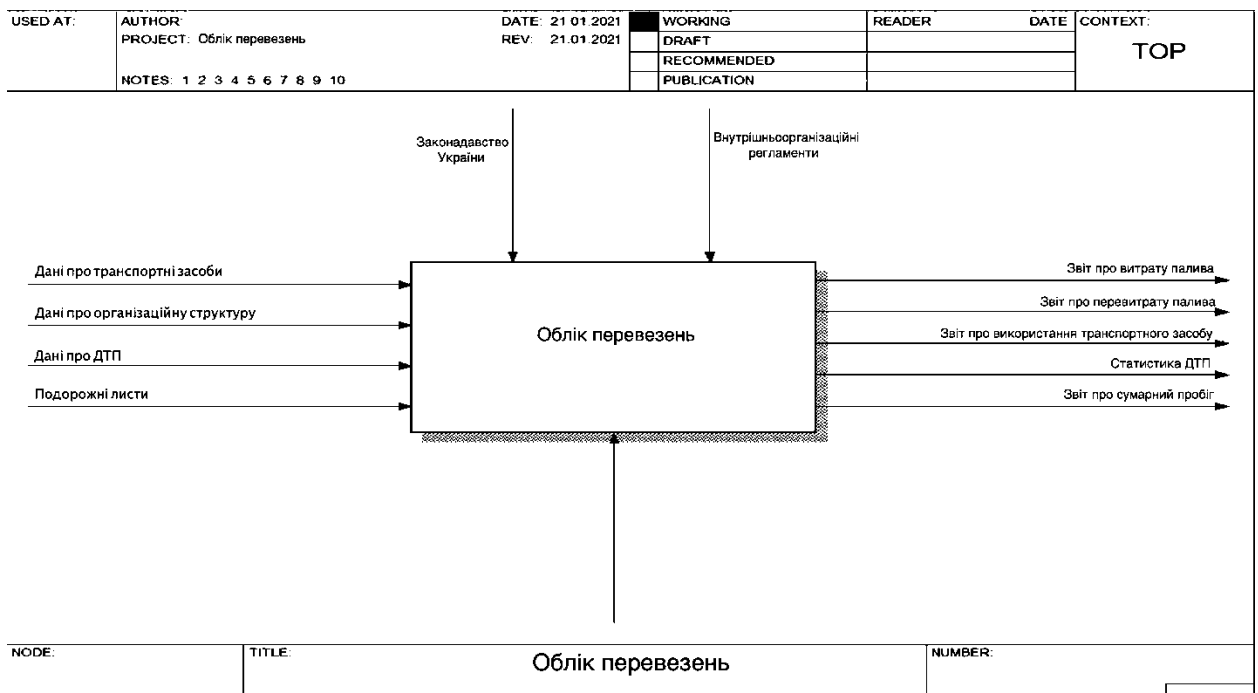 USED AT:
AUTHOR:
DATE: 21.01.2021
WORKING
READER
DATE
CONTEXT:
PROJECT: Облік перевезень
REV: 21.01.2021
DRAFT
TOP
RECOMMENDED
NOTES: 1 2 3 4 5 6 7 8 9 10
PUBLICATION
Законадавство
України
Внутрішньоорганізаційні
регламенти
Дані про транспортні засоби
Дані про організаційну структуру
Дані про ДТП
Подорожні листи
Облік перевезень
Звіт про витрату палива
Звіт про перевитрату палива
Звіт про використання транспортного засобу
Статистика ДТП
Звіт про сумарний пробіг
NODE:
TITLE:
Облік перевезень
NUMBER: